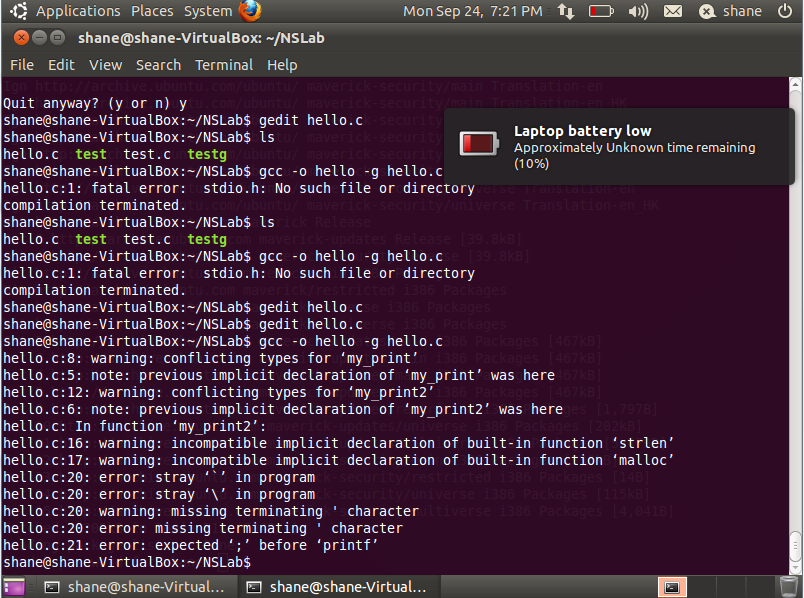 Applications Places System
Mon Sep 24, 7:21 PM
shane
shane@shane-VirtualBox: ~/NSLab
File Edit View Search Terminal Help
Quit anyway? (y or n) y
shane@shane-VirtualBox:~/NSLab$ gedit hello.c
shane@shane-VirtualBox:~/NSLab$ ls
hello.c test test.c testg
shane@shane-VirtualBox:~/NSLab$ gcc -o hello -g hello.c
hello.c:1: fatal error:  stdio.h: No such file or directory
compilation terminated.
shane@shane-VirtualBox:~/NSLab$ ls
hello.c test test.c testg
shane@shane-VirtualBox:~/NSLab$ gcc -o hello -g hello.c
hello.c:1: fatal error:  stdio.h: No such file or directory
compilation terminated.
shane@shane-VirtualBox:~/NSLab$ gedit hello.c
shane@shane-VirtualBox:~/NSLab$ gedit hello.c
shane@shane-VirtualBox:~/NSLab$ gcc -o hello -g hello.c
hello.c:8: warning: conflicting types for ‘my_print’
hello.c:5: note: previous implicit declaration of ‘my_print’ was here
hello.c:12: warning: conflicting types for ‘my_print2’
hello.c:6: note: previous implicit declaration of ‘my_print2’ was here
hello.c: In function ‘my_print2’:
hello.c:16: warning: incompatible implicit declaration of built-in function ‘strlen’
hello.c:17: warning: incompatible implicit declaration of built-in function ‘malloc’
hello.c:20: error: stray ‘`’ in program
hello.c:20: error: stray ‘\’ in program
hello.c:20: warning: missing terminating ' character
hello.c:20: error: missing terminating ' character
hello.c:21: error: expected ‘;’ before ‘printf’
shane@shane-VirtualBox:~/NSLab$
Laptop battery low
Approximately Unknown time remaining
(10%)
shane@shane-Virtual...
shane@shane-Virtual...